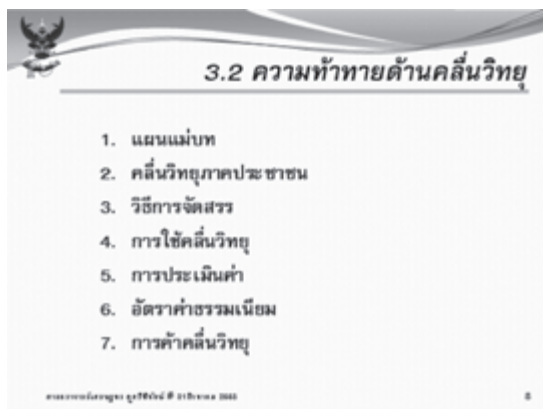 3.2 ความท้าทายด้านคลื่นวิทยุ
1. แผนแม่บท
2. คลื่นวิทยุภาคประชาชน
3. วิธีการจัดสรร
4. การใช้คลื่นวิทยุ
5. การประเมินค่า
6. อัตราค่าธรรมเนียม
7. การค้าคลื่นวิทยุ
8